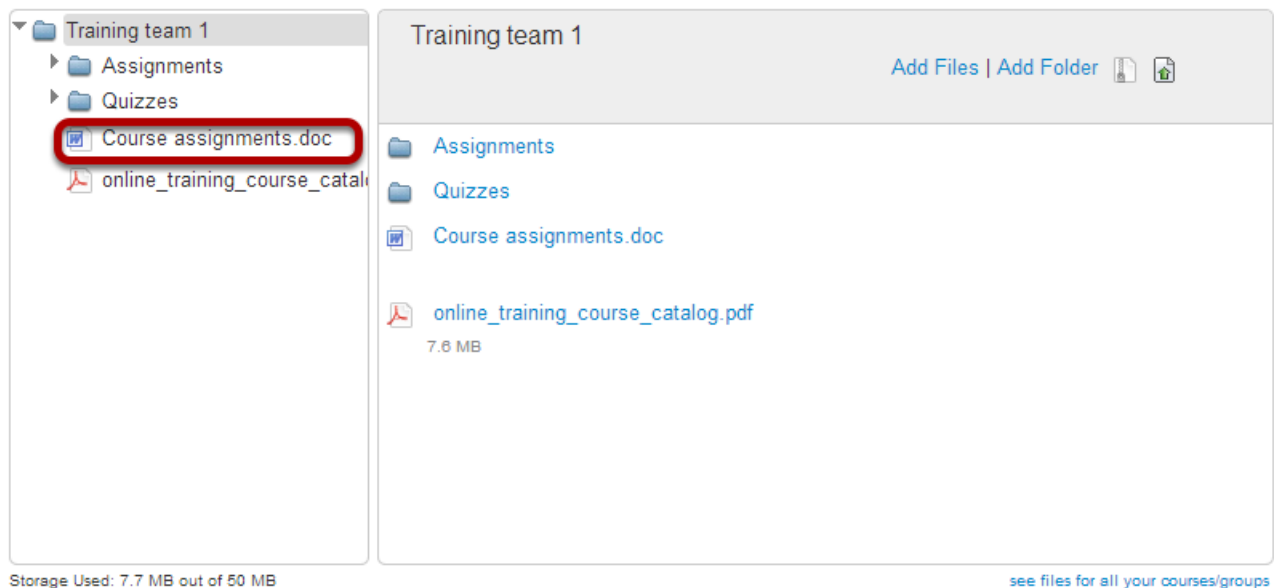 Training team 1
Assignments
Quizzes
Course assignments.doc
online_training_course_catal
Training team 1
Add Files | Add Folder
Assignments
Quizzes
Course assignments.doc
online_training_course_catalog.pdf
7.6 MB
Storage Used: 7.7 MB out of 50 MB
see files for all your courses/groups